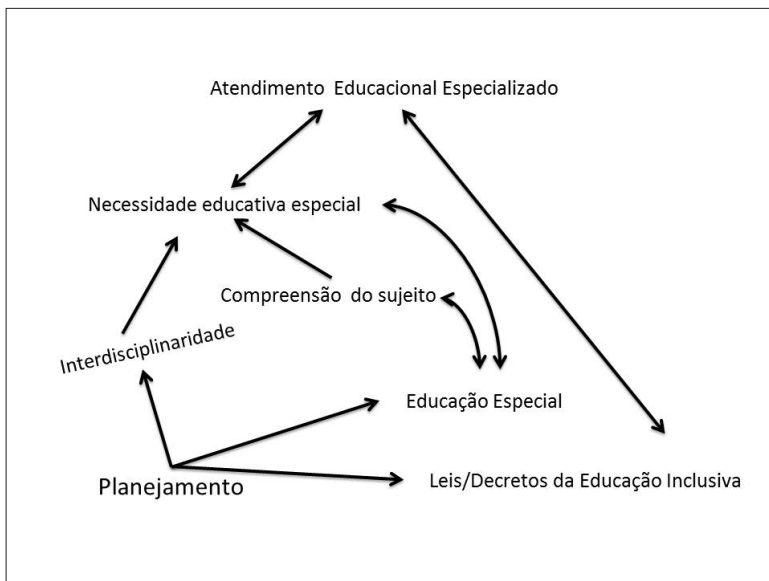 Atendimento Educacional Especializado
Necessidade educativa especial
Compreensão do sujeito
Interdisciplinaridade
Educação Especial
Leis/Decretos da Educação Inclusiva
Planejamento